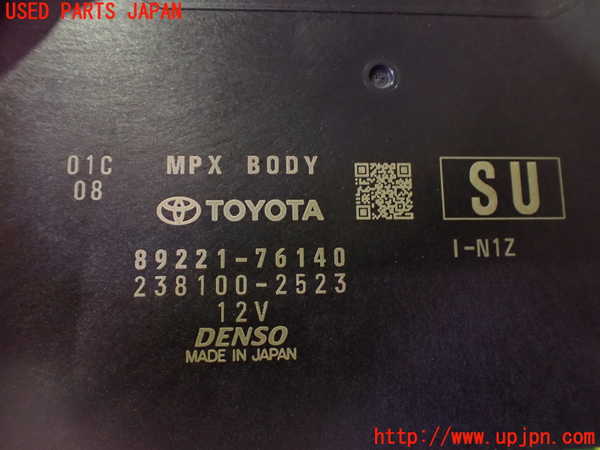 USED PARTS JAPAN
01C MPX BODY
08
SU
TOYOTA
89221-76140
I-N1Z
238100-2523
12V
DENSO
MADE IN JAPAN
UPJ
http://www.upjpn.com/